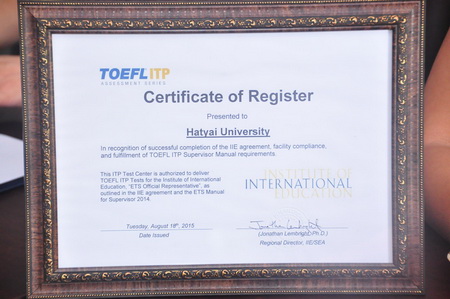 TOEFL ITP
ASSESSMENT SERIES
Certificate of Register
Presented to
Hatyai University
In recognition of successful completion of the IIE agreement, facility compliance,
and fulfillment of TOEFL ITP Supervisor Manual requirements.
This ITP Test Center is authorized to deliver
TOEFL ITP Tests for the Institute of International
Education, "ETS Official Representative", as
outlined in the IIE agreement and the ETS Manual
for Supervisor 2014.
INSTITUTE OF
INTERNATIONAL
EDUCATION
Tuesday, August 18th, 2015
Date Issued
(Jonathan Lembright, Ph.D.)
Regional Director, IIE/SEA